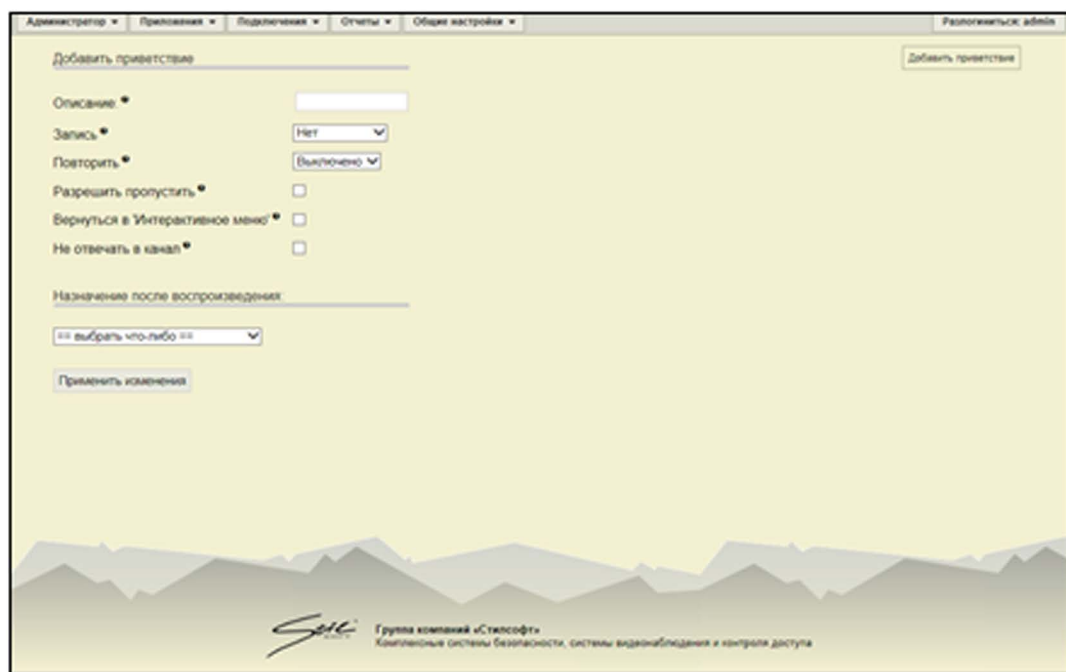 Администратор Приложения Подключения Отчеты Общие настройки Разлогиниться: admin
Добавить приветствие
Добавить приветствие
Описание:
Запись
Нет
Повторить
Выключено
Разрешить пропустить
Вернуться в 'Интерактивное меню'
Не отвечать в канал
Назначение после воспроизведения:
== выбрать что-либо ==
Применить изменения
Группа компаний «Стилсофт»
Комплексные системы безопасности, системы видеонаблюдения и контроля доступа